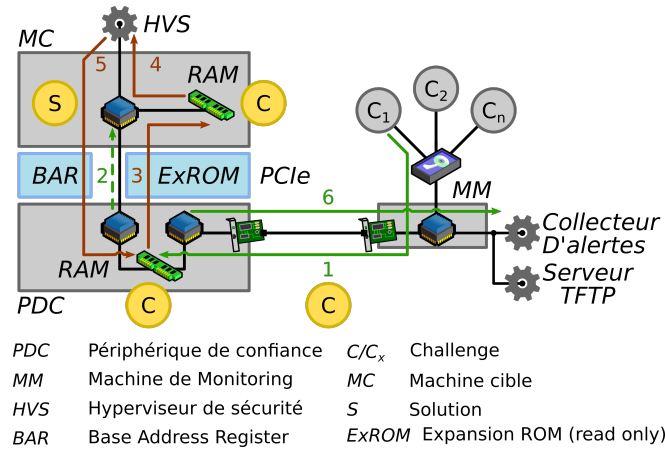 MC
HVS
5
4
RAM
S
C
C1
C2
Cn
BAR
2
3
ExROM
PCIe
MM
6
Collecteur
D'alertes
RAM
1
Serveur
TFTP
PDC
C
C
PDC Périphérique de confiance
C/Cx Challenge
MM Machine de Monitoring
MC Machine cible
HVS Hyperviseur de sécurité
S Solution
BAR Base Address Register
ExROM Expansion ROM (read only)